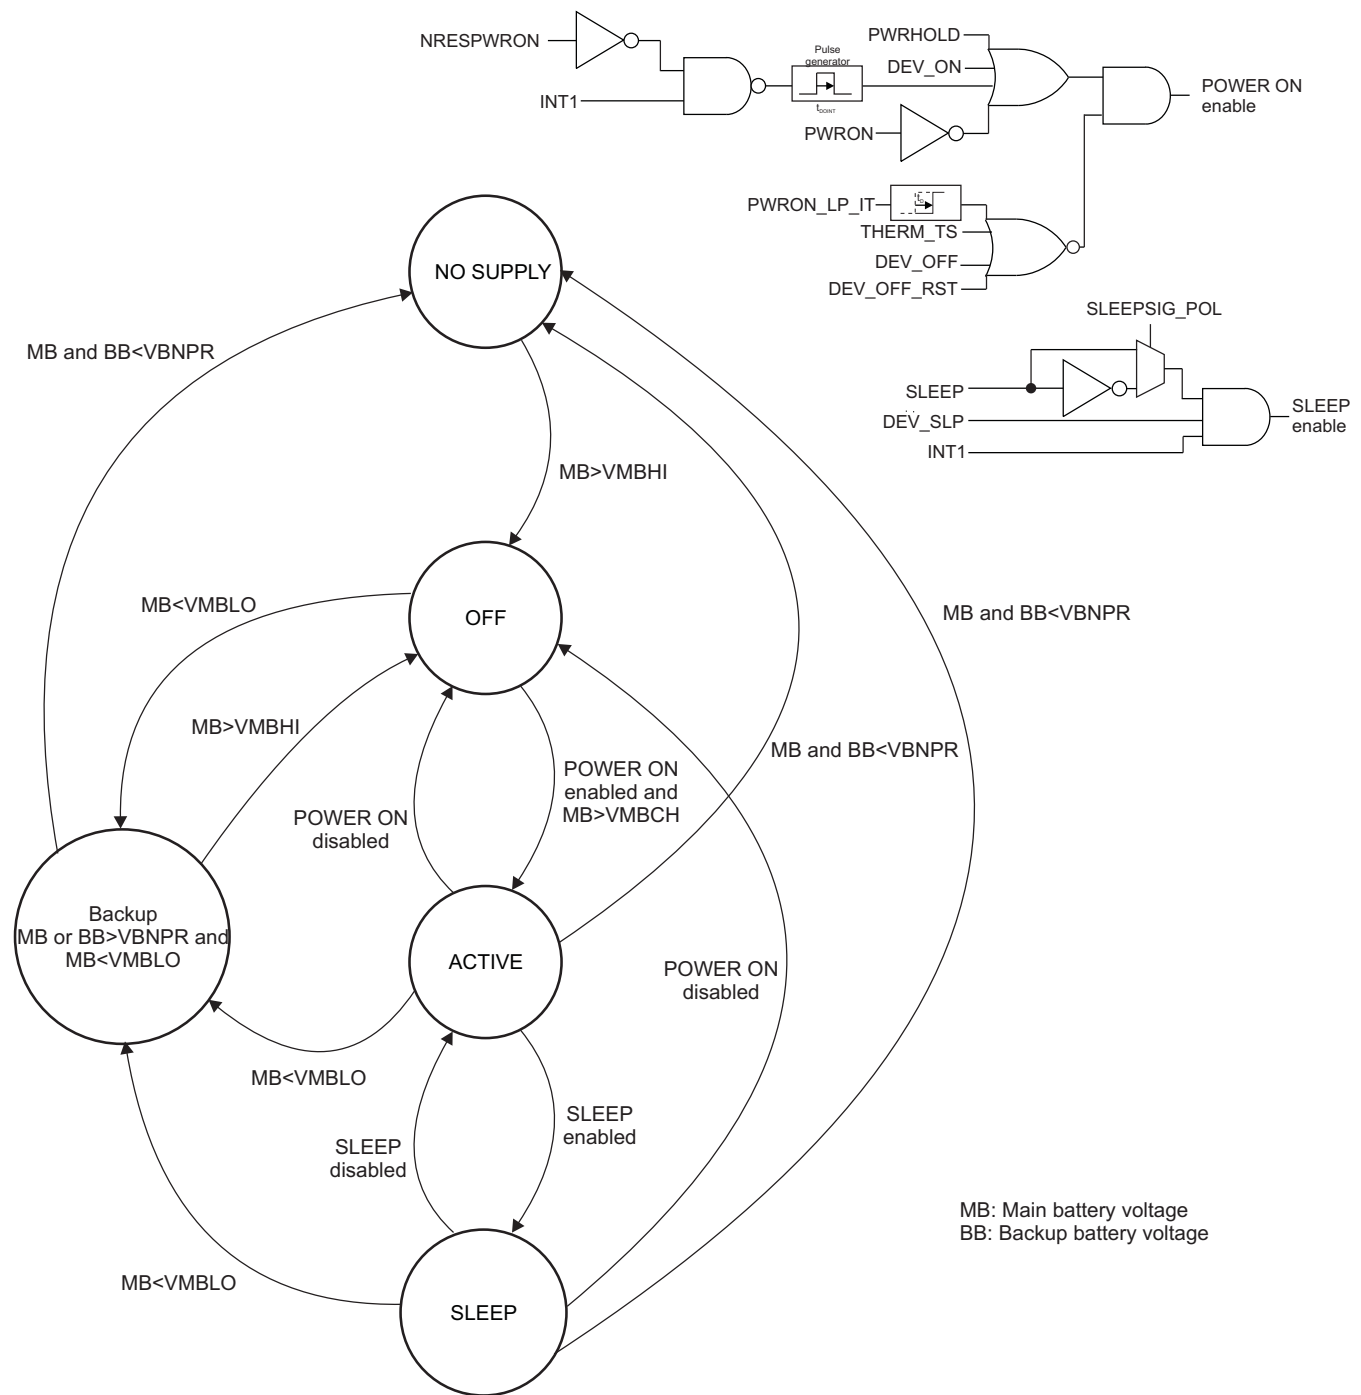 NRESPWRON
INT1
Pulse
generator
tDOINT
PWRHOLD
DEV_ON
PWRON
POWER ON
enable
PWRON_LP_IT
tD
THERM_TS
DEV_OFF
DEV_OFF_RST
SLEEPSIG_POL
SLEEP
DEV_SLP
INT1
SLEEP
enable
NO SUPPLY
MB and BB<VBNPR
MB>VMBHI
MB<VMBLO
OFF
MB and BB<VBNPR
MB>VMBHI
MB and BB<VBNPR
POWER ON
enabled and
MB>VMBCH
POWER ON
disabled
Backup
MB or BB>VBNPR and
MB<VMBLO
ACTIVE
POWER ON
disabled
MB<VMBLO
SLEEP
enabled
SLEEP
disabled
MB<VMBLO
SLEEP
MB: Main battery voltage
BB: Backup battery voltage